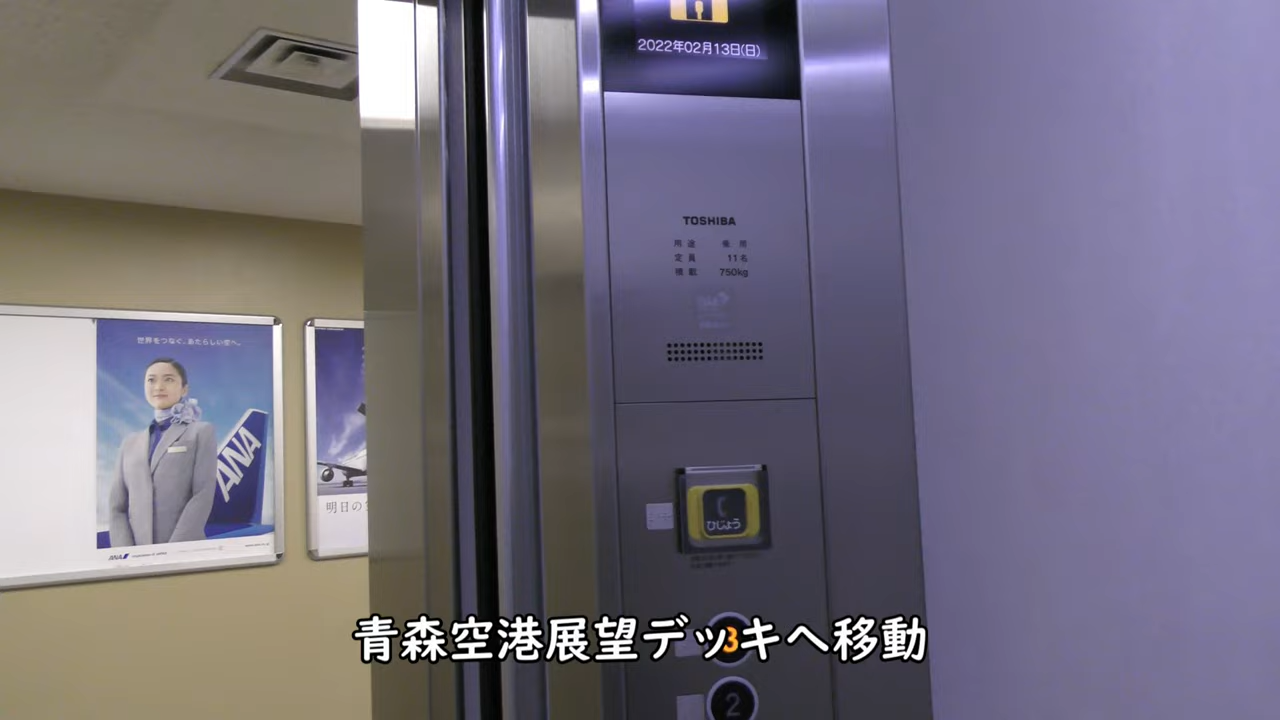 2022年02月13日(日)
TOSHIBA
用途 乗用
定員 11名
積載 750kg
世界をつなぐ、あたらしい空へ。
ANA
ANA
明日の
ひじょう
青森空港展望デッキへ移動
3
2